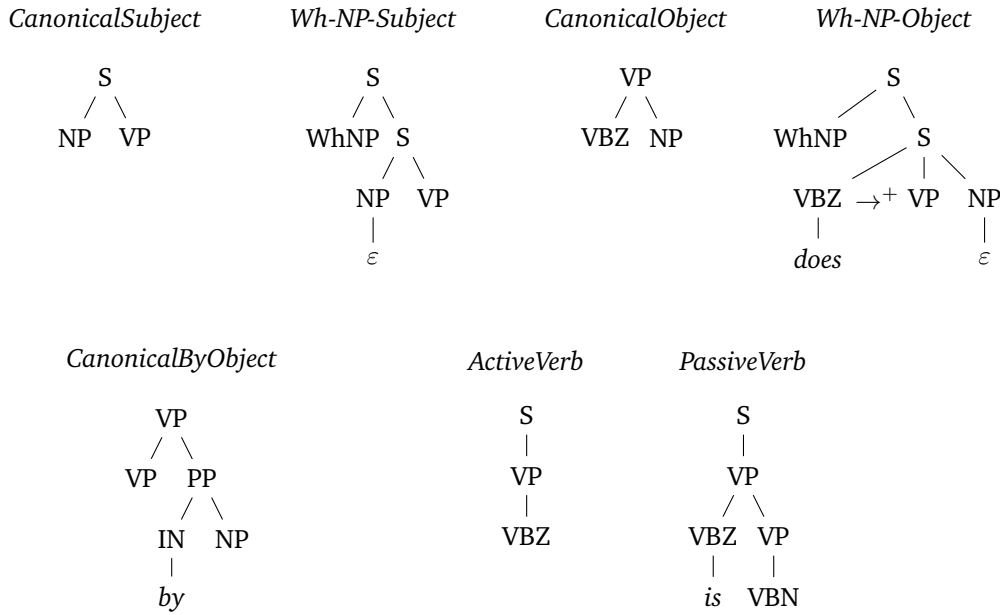 CanonicalSubject Wh-NP-Subject CanonicalObject Wh-NP-Object
S S VP S
NP VP WhNP S VBZ NP WhNP S
NP VP VBZ →⁺ VP NP
ε does ε
CanonicalByObject ActiveVerb PassiveVerb
VP S S
VP PP VP VP
IN NP VBZ VBZ VP
by is VBN